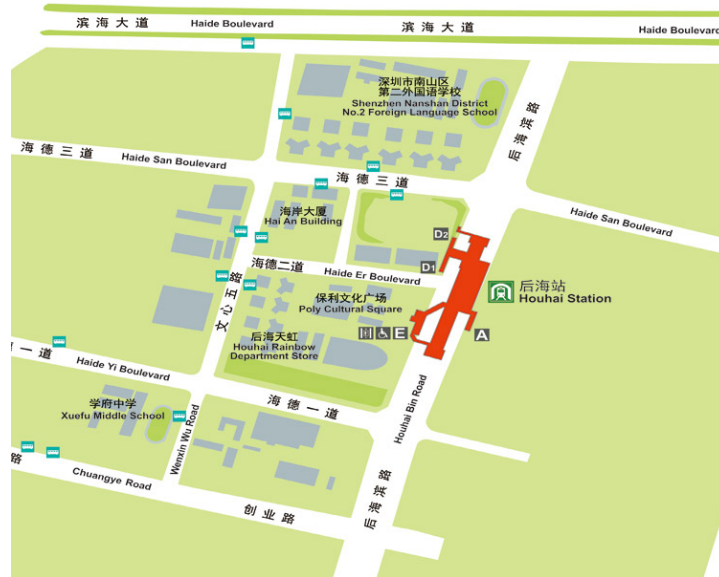 滨海大道
Haide Boulevard
滨海大道
Haide Boulevard
深圳市南山区
第二外国语学校
Shenzhen Nanshan District
No.2 Foreign Language School
后海滨路
海德三道
Haide San Boulevard
海德三道
Haide San Boulevard
海岸大厦
Hai An Building
D2
D1
海德二道
Haide Er Boulevard
后海站
Houhai Station
保利文化广场
Poly Cultural Square
文心五路
E
A
后海天虹
Houhai Rainbow
Department Store
一道
Haide Yi Boulevard
海德一道
Houhai Bin Road
学府中学
Xuefu Middle School
Wenxin Wu Road
路
Chuangye Road
创业路
后海滨路